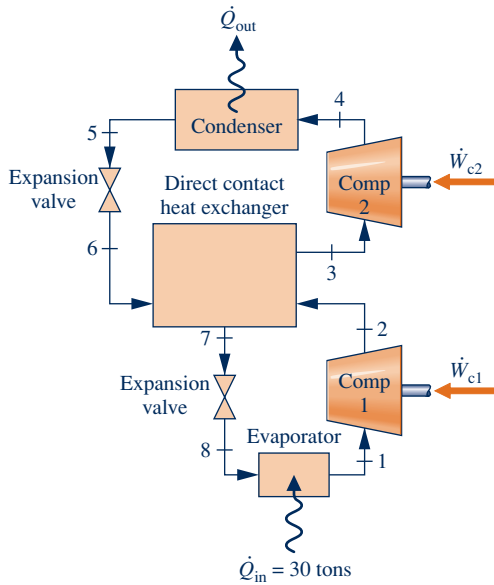 Q̇out
4
5
Condenser
Expansion
valve
Direct contact
heat exchanger
Comp
2
Ẇc2
6
3
2
7
Expansion
valve
Comp
1
Ẇc1
Evaporator
8
1
Q̇in = 30 tons